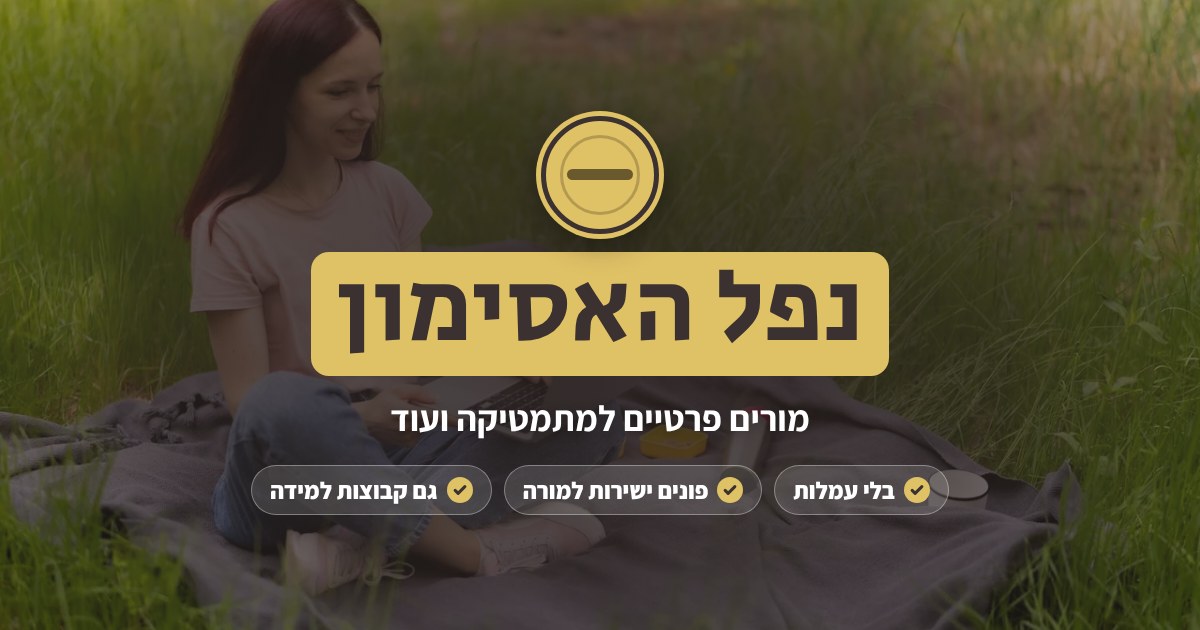 נפל האסימון
מורים פרטיים למתמטיקה ועוד
בלי עמלות
פונים ישירות למורה
גם קבוצות למידה